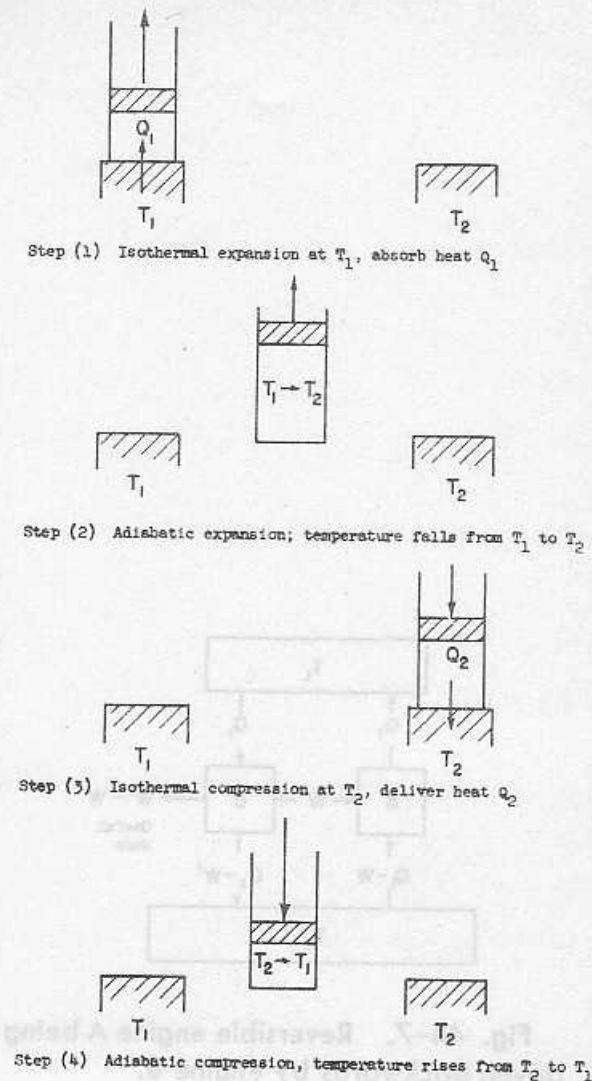 Q₁
T₁
T₂
Step (1) Isothermal expansion at T₁, absorb heat Q₁
T₁ → T₂
T₁
T₂
Step (2) Adiabatic expansion; temperature falls from T₁ to T₂
Q₂
T₁
T₂
Step (3) Isothermal compression at T₂, deliver heat Q₂
T₂ → T₁
T₁
T₂
Fig. 44-7. Reversible engine A being
Step (4) Adiabatic compression, temperature rises from T₂ to T₁